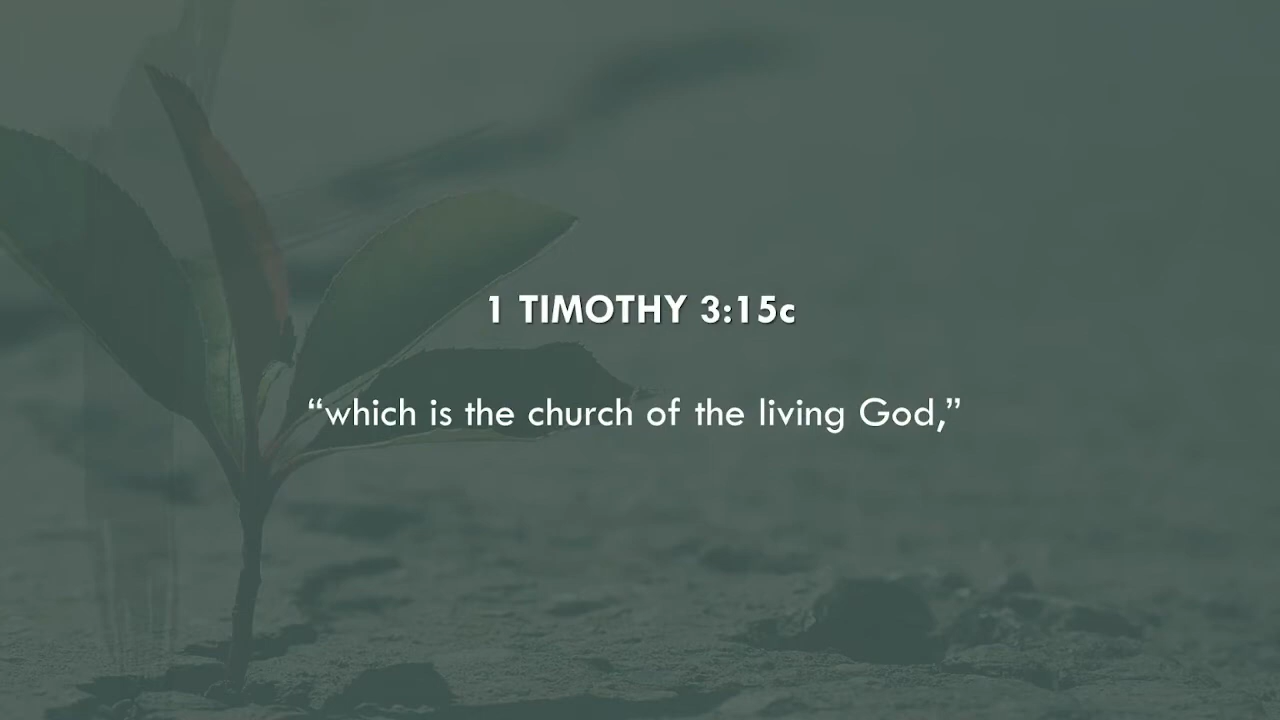 1 TIMOTHY 3:15c
“which is the church of the living God,”